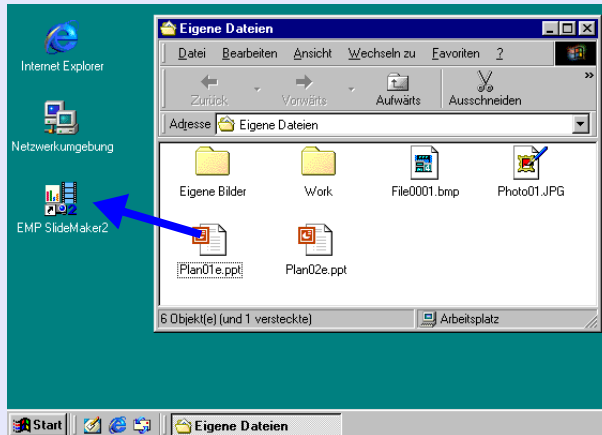 Internet Explorer
Netzwerkumgebung
EMP SlideMaker2
Eigene Dateien
Datei Bearbeiten Ansicht Wechseln zu Favoriten ?
Zurück Vorwärts Aufwärts Ausschneiden »
Adresse Eigene Dateien
Eigene Bilder Work File0001.bmp Photo01.JPG
Plan01e.ppt Plan02e.ppt
6 Objekt(e) (und 1 versteckte) Arbeitsplatz
Start Eigene Dateien